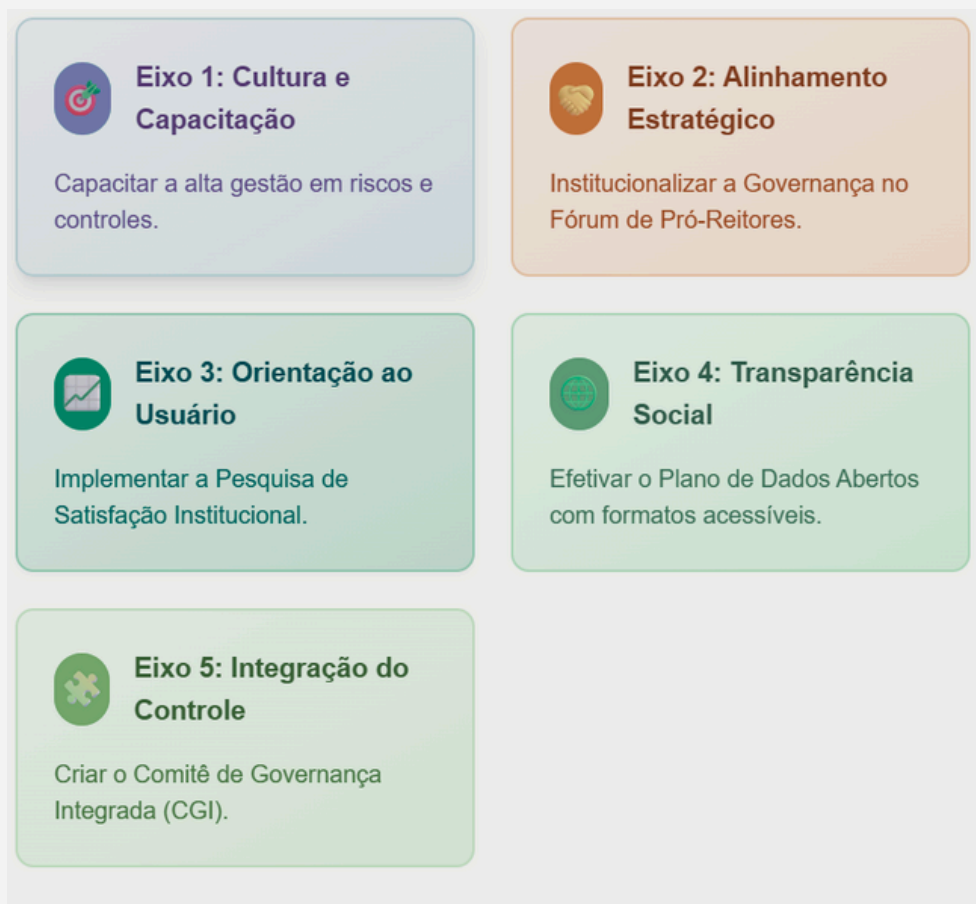 Eixo 1: Cultura e
Capacitação
Capacitar a alta gestão em riscos e
controles.
Eixo 2: Alinhamento
Estratégico
Institucionalizar a Governança no
Fórum de Pró-Reitores.
Eixo 3: Orientação ao
Usuário
Implementar a Pesquisa de
Satisfação Institucional.
Eixo 4: Transparência
Social
Efetivar o Plano de Dados Abertos
com formatos acessíveis.
Eixo 5: Integração do
Controle
Criar o Comitê de Governança
Integrada (CGI).